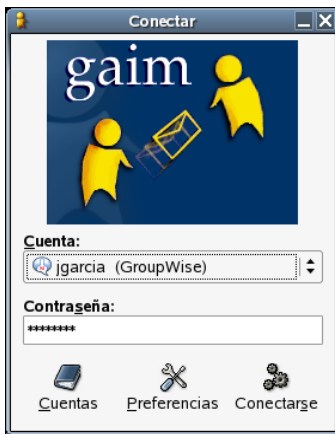 Conectar
gaim
Cuenta:
jgarcia (GroupWise)
Contraseña:
********
Cuentas Preferencias Conectarse